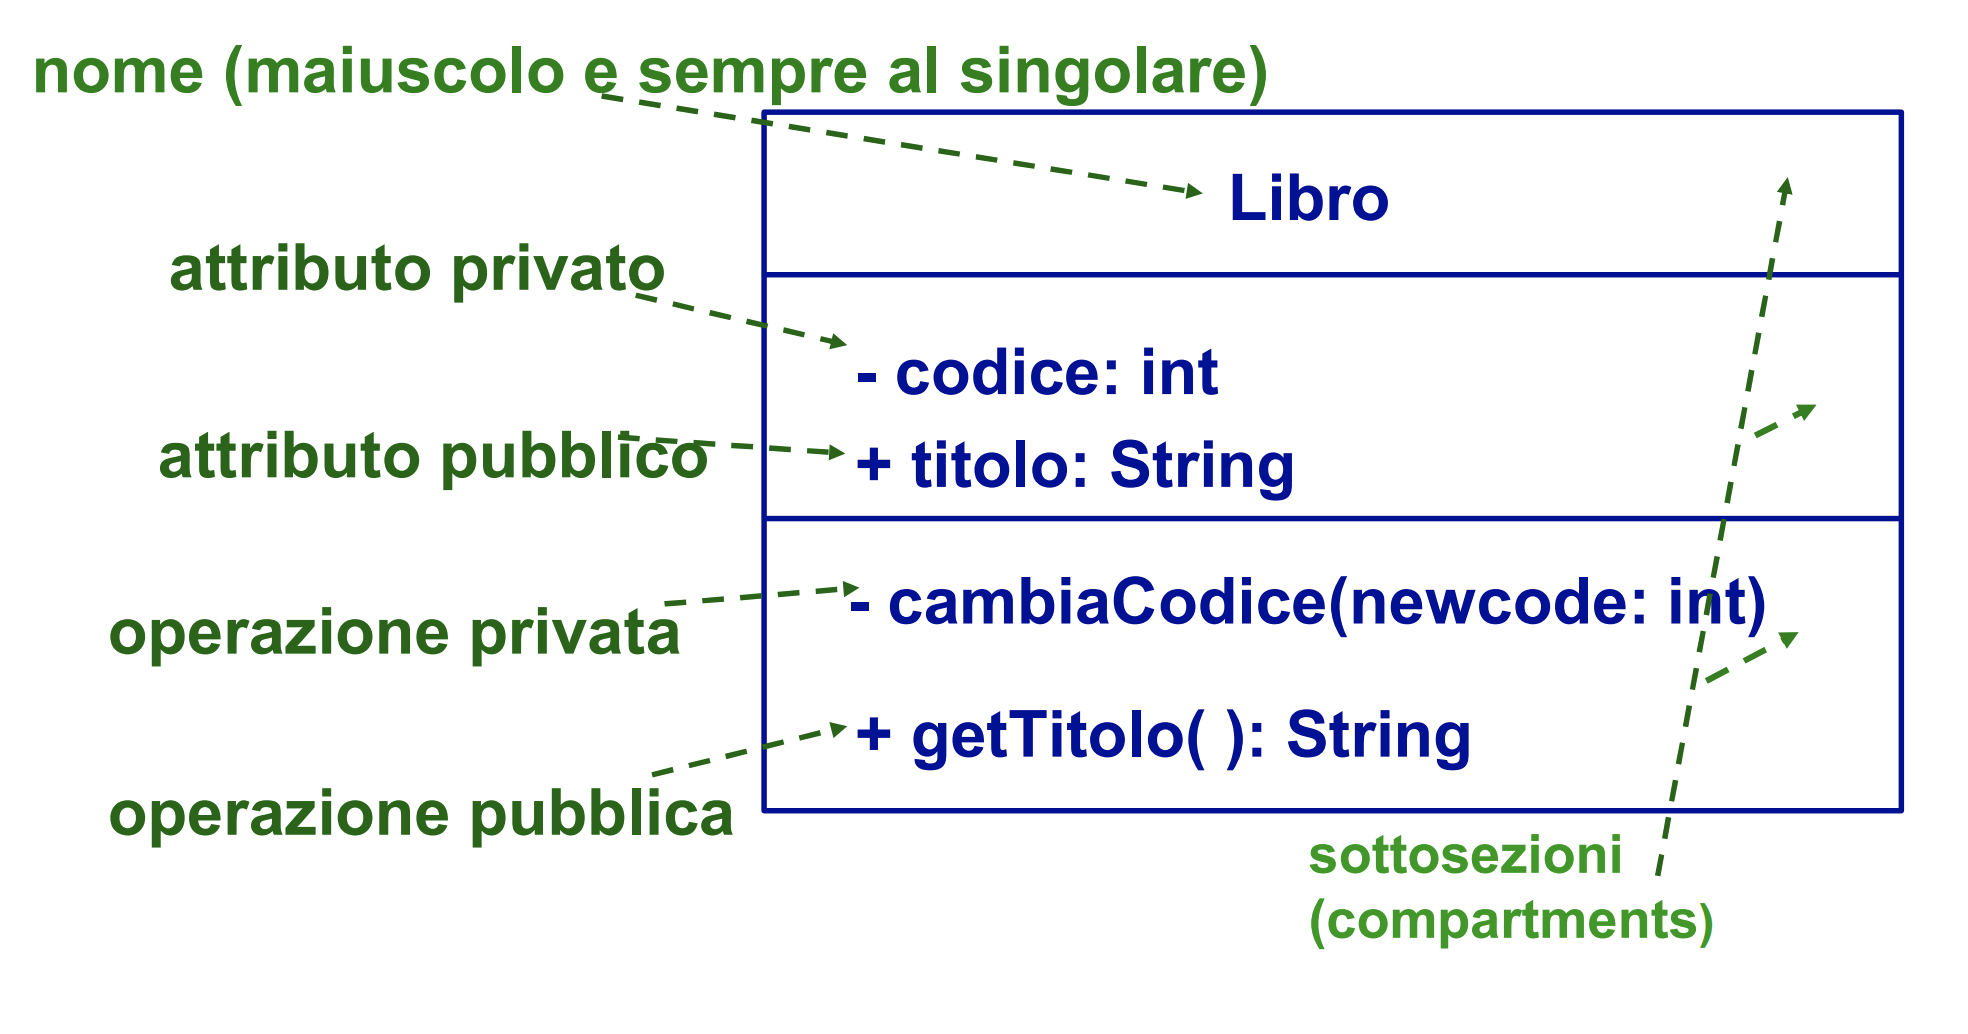 nome (maiuscolo e sempre al singolare)
Libro
attributo privato
- codice: int
attributo pubblico
+ titolo: String
operazione privata
- cambiaCodice(newcode: int)
operazione pubblica
+ getTitolo( ): String
sottosezioni
(compartments)